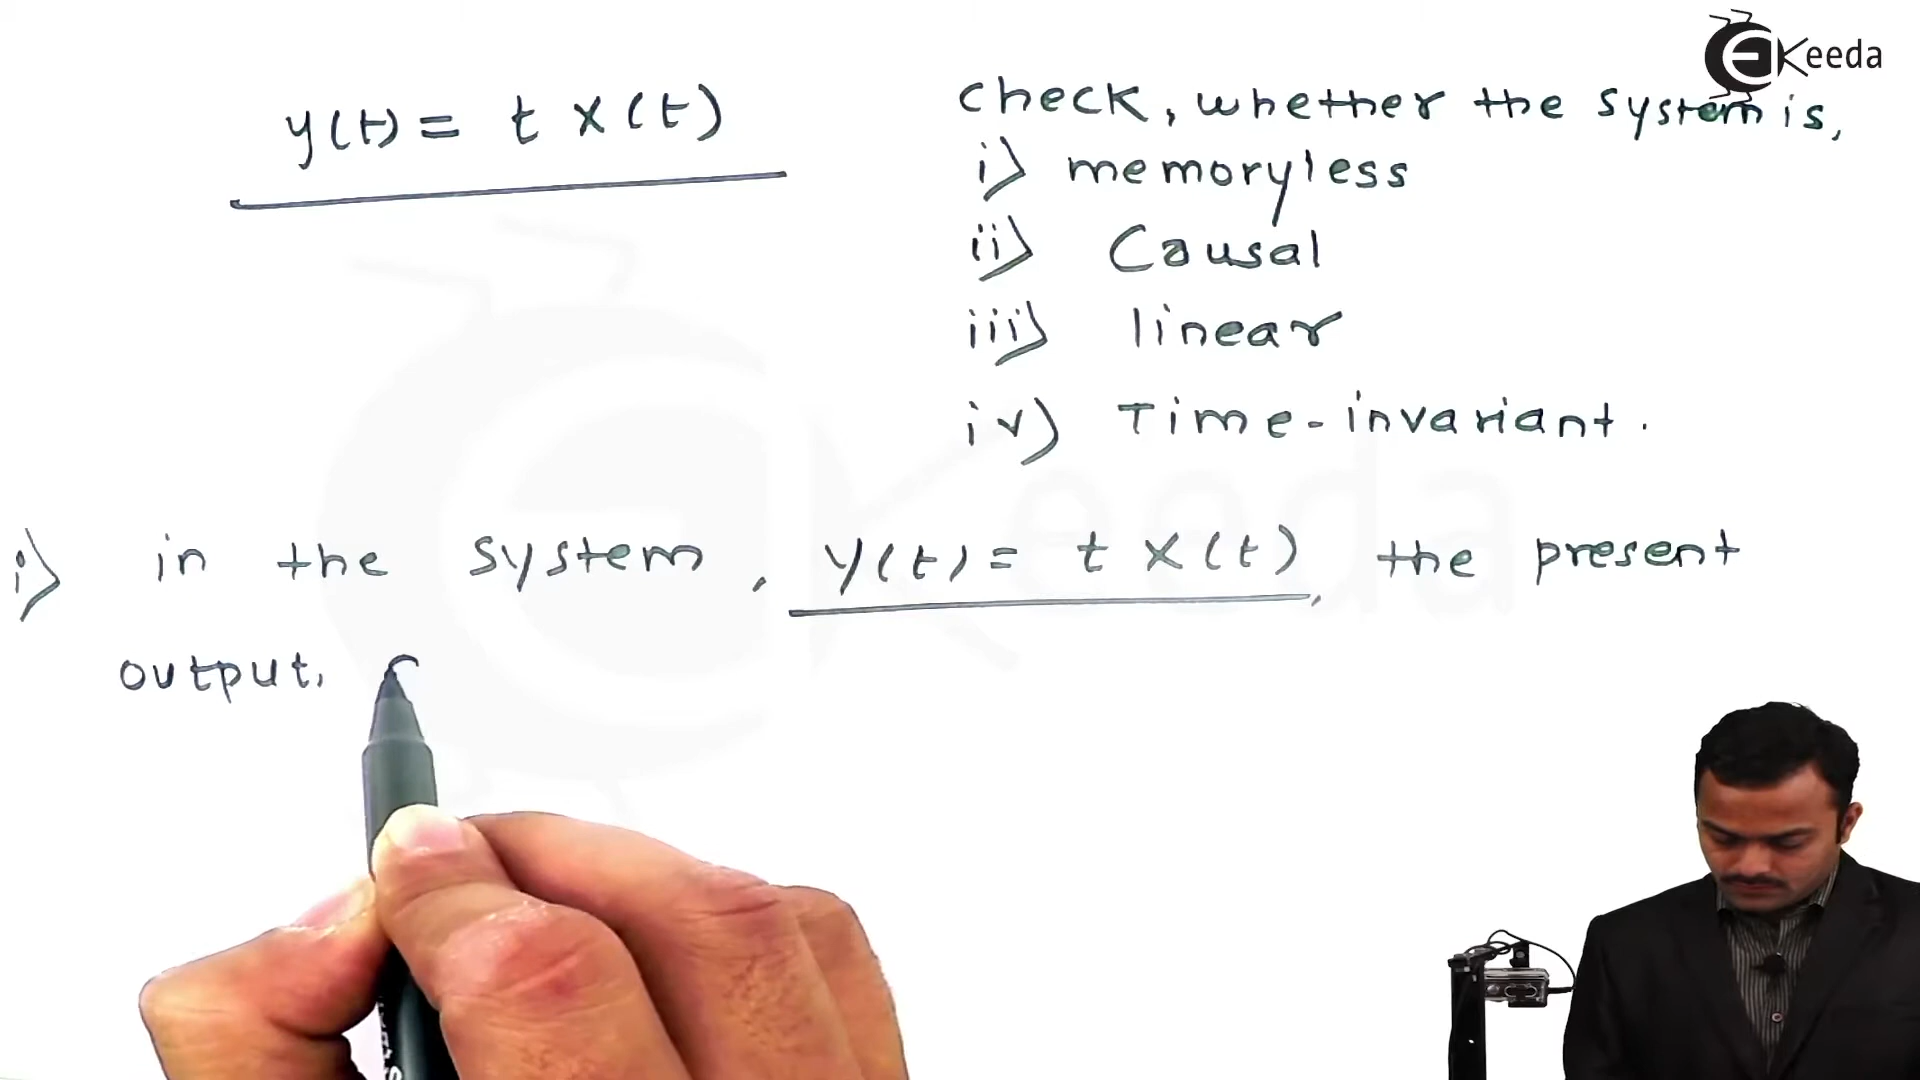 Keeda
y(t) = t x(t)
check, whether the system is,
i) memoryless
ii) Causal
iii) linear
iv) Time-invariant.
i) in the system, y(t) = t x(t), the present
output,